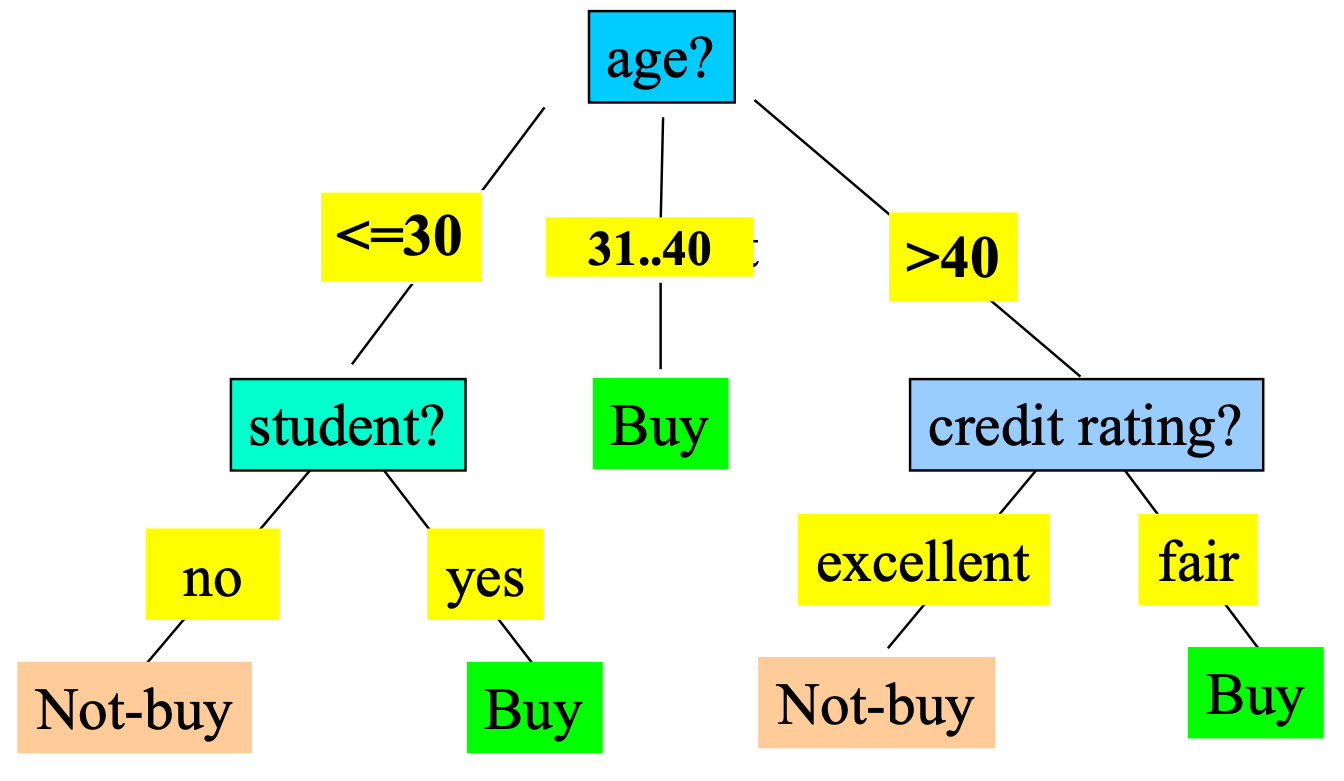 age?
<=30
31..40
>40
student?
Buy
credit rating?
no
yes
excellent
fair
Not-buy
Buy
Not-buy
Buy